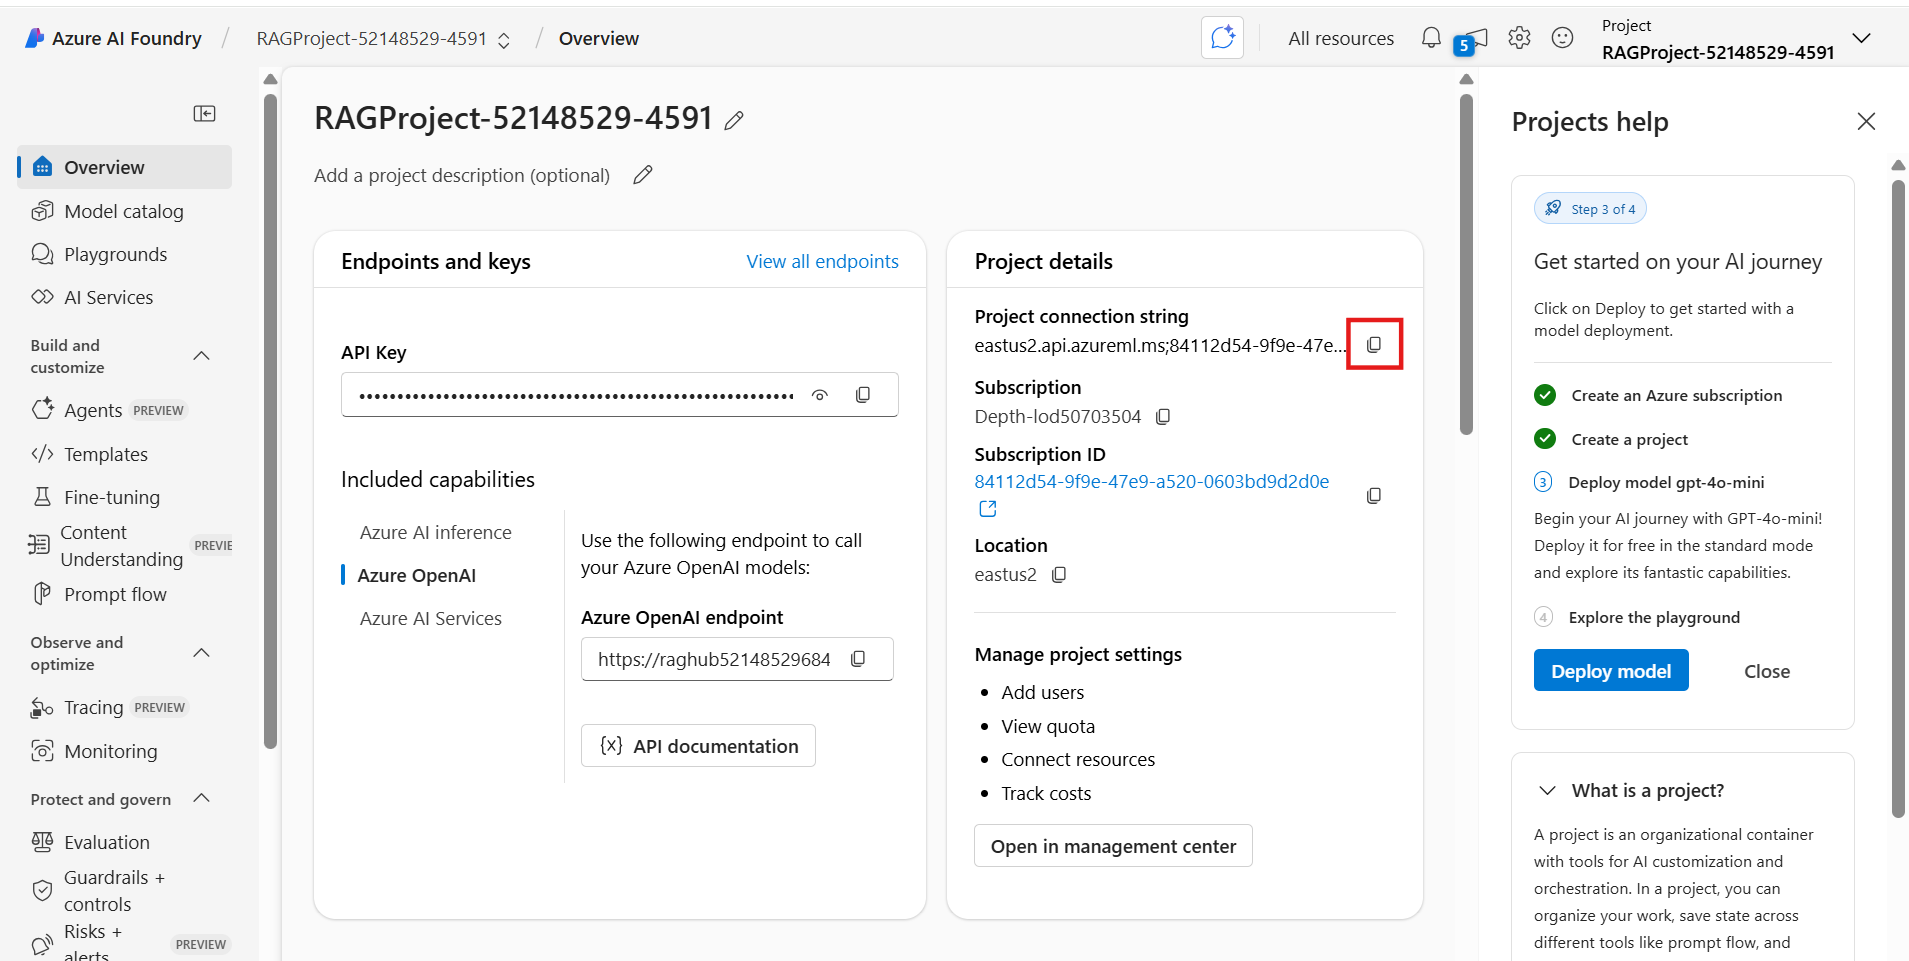 Azure AI Foundry / RAGProject-52148529-4591 / Overview
All resources
5
Project
RAGProject-52148529-4591
Overview
Model catalog
Playgrounds
AI Services
Build and
customize
Agents PREVIEW
Templates
Fine-tuning
Content
Understanding PREVIE
Prompt flow
Observe and
optimize
Tracing PREVIEW
Monitoring
Protect and govern
Evaluation
Guardrails +
controls
Risks +
alerts PREVIEW
RAGProject-52148529-4591
Add a project description (optional)
Endpoints and keys
View all endpoints
API Key
••••••••••••••••••••••••••••••••••••••••••••••••••••••
Included capabilities
Azure AI inference
Azure OpenAI
Azure AI Services
Use the following endpoint to call
your Azure OpenAI models:
Azure OpenAI endpoint
https://raghub52148529684
{x} API documentation
Project details
Project connection string
eastus2.api.azureml.ms;84112d54-9f9e-47e...
Subscription
Depth-lod50703504
Subscription ID
84112d54-9f9e-47e9-a520-0603bd9d2d0e
Location
eastus2
Manage project settings
• Add users
• View quota
• Connect resources
• Track costs
Open in management center
Projects help
Step 3 of 4
Get started on your AI journey
Click on Deploy to get started with a
model deployment.
Create an Azure subscription
Create a project
3 Deploy model gpt-4o-mini
Begin your AI journey with GPT-4o-mini!
Deploy it for free in the standard mode
and explore its fantastic capabilities.
4 Explore the playground
Deploy model
Close
What is a project?
A project is an organizational container
with tools for AI customization and
orchestration. In a project, you can
organize your work, save state across
different tools like prompt flow, and